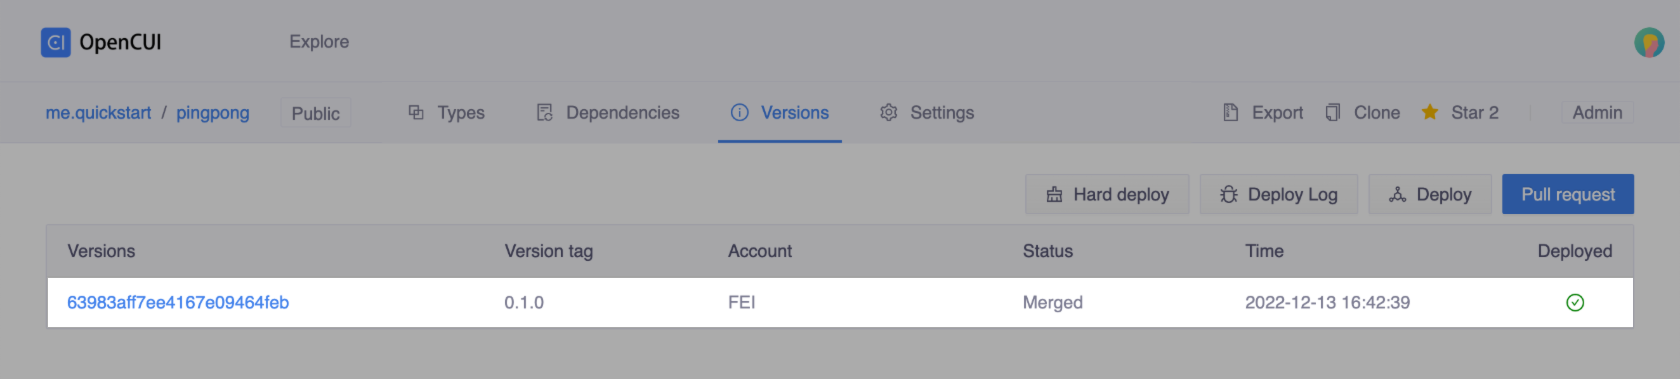 OpenCUI Explore
me.quickstart / pingpong Public Types Dependencies Versions Settings Export Clone Star 2 Admin
Hard deploy Deploy Log Deploy Pull request
Versions Version tag Account Status Time Deployed
63983aff7ee4167e09464feb 0.1.0 FEI Merged 2022-12-13 16:42:39